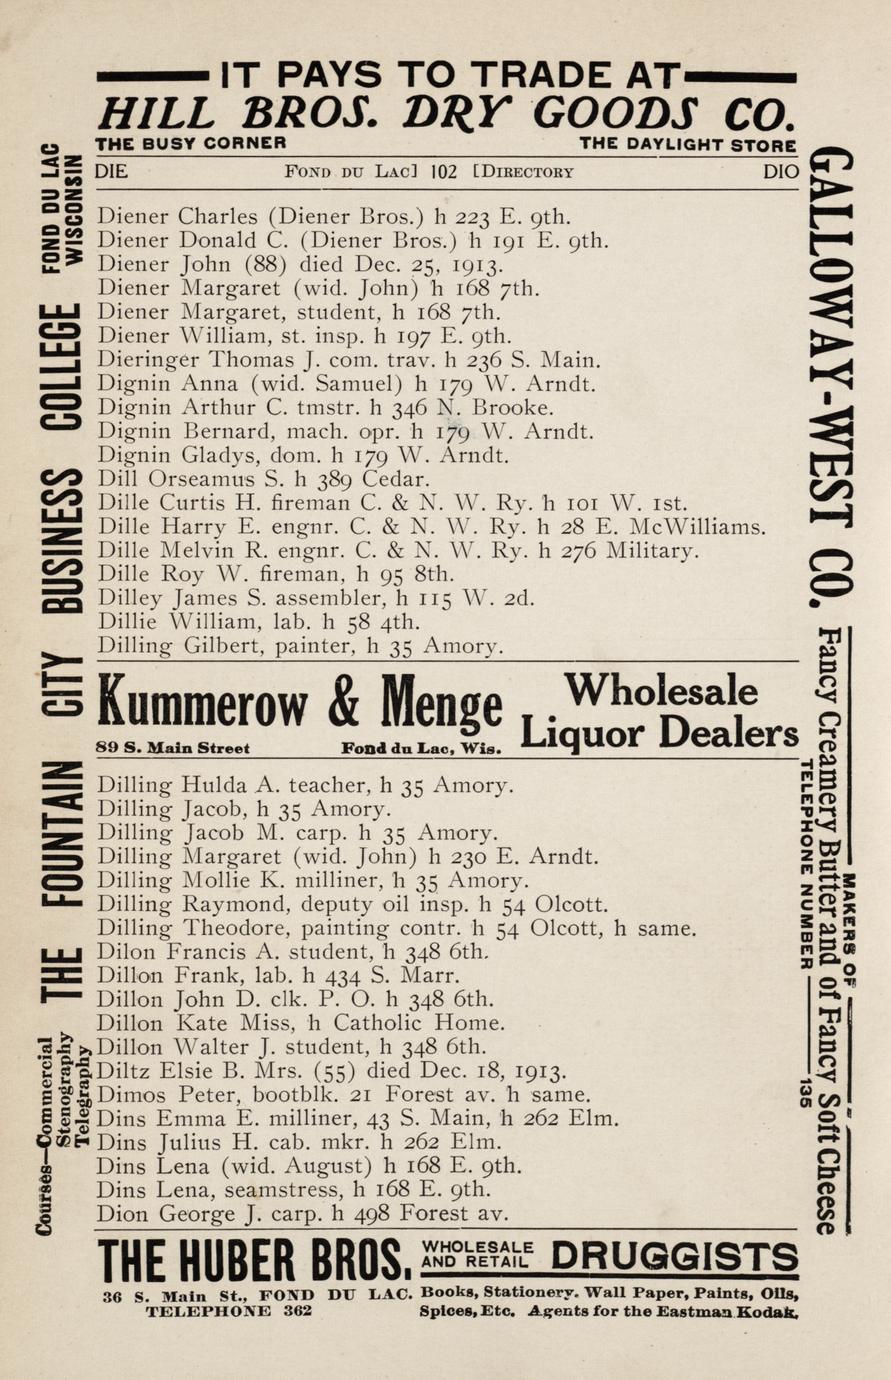 IT PAYS TO TRADE AT
HILL BROS. DRY GOODS CO.
THE BUSY CORNER THE DAYLIGHT STORE
DIE FOND DU LAC] 102 [DIRECTORY DIO
Diener Charles (Diener Bros.) h 223 E. 9th.
Diener Donald C. (Diener Bros.) h 191 E. 9th.
Diener John (88) died Dec. 25, 1913.
Diener Margaret (wid. John) h 168 7th.
Diener Margaret, student, h 168 7th.
Diener William, st. insp. h 197 E. 9th.
Dieringer Thomas J. com. trav. h 236 S. Main.
Dignin Anna (wid. Samuel) h 179 W. Arndt.
Dignin Arthur C. tmstr. h 346 N. Brooke.
Dignin Bernard, mach. opr. h 179 W. Arndt.
Dignin Gladys, dom. h 179 W. Arndt.
Dill Orseamus S. h 389 Cedar.
Dille Curtis H. fireman C. & N. W. Ry. h 101 W. 1st.
Dille Harry E. engnr. C. & N. W. Ry. h 28 E. McWilliams.
Dille Melvin R. engnr. C. & N. W. Ry. h 276 Military.
Dille Roy W. fireman, h 95 8th.
Dilley James S. assembler, h 115 W. 2d.
Dillie William, lab. h 58 4th.
Dilling Gilbert, painter, h 35 Amory.
Kummerow & Menge Wholesale
Liquor Dealers
89 S. Main Street Fond du Lac, Wis.
Dilling Hulda A. teacher, h 35 Amory.
Dilling Jacob, h 35 Amory.
Dilling Jacob M. carp. h 35 Amory.
Dilling Margaret (wid. John) h 230 E. Arndt.
Dilling Mollie K. milliner, h 35 Amory.
Dilling Raymond, deputy oil insp. h 54 Olcott.
Dilling Theodore, painting contr. h 54 Olcott, h same.
Dilon Francis A. student, h 348 6th.
Dillon Frank, lab. h 434 S. Marr.
Dillon John D. clk. P. O. h 348 6th.
Dillon Kate Miss, h Catholic Home.
Dillon Walter J. student, h 348 6th.
Diltz Elsie B. Mrs. (55) died Dec. 18, 1913.
Dimos Peter, bootblk. 21 Forest av. h same.
Dins Emma E. milliner, 43 S. Main, h 262 Elm.
Dins Julius H. cab. mkr. h 262 Elm.
Dins Lena (wid. August) h 168 E. 9th.
Dins Lena, seamstress, h 168 E. 9th.
Dion George J. carp. h 498 Forest av.
THE HUBER BROS. WHOLESALE AND RETAIL DRUGGISTS
36 S. Main St., FOND DU LAC. Books, Stationery. Wall Paper, Paints, Oils,
TELEPHONE 362 Spices, Etc. Agents for the Eastman Kodak.
Courses—Commercial
Stenography
Telegraphy
THE FOUNTAIN CITY BUSINESS COLLEGE
FOND DU LAC
WISCONSIN
GALLOWAY-WEST CO.
MAKERS OF
Fancy Creamery Butter and of Fancy Soft Cheese
TELEPHONE NUMBER 135